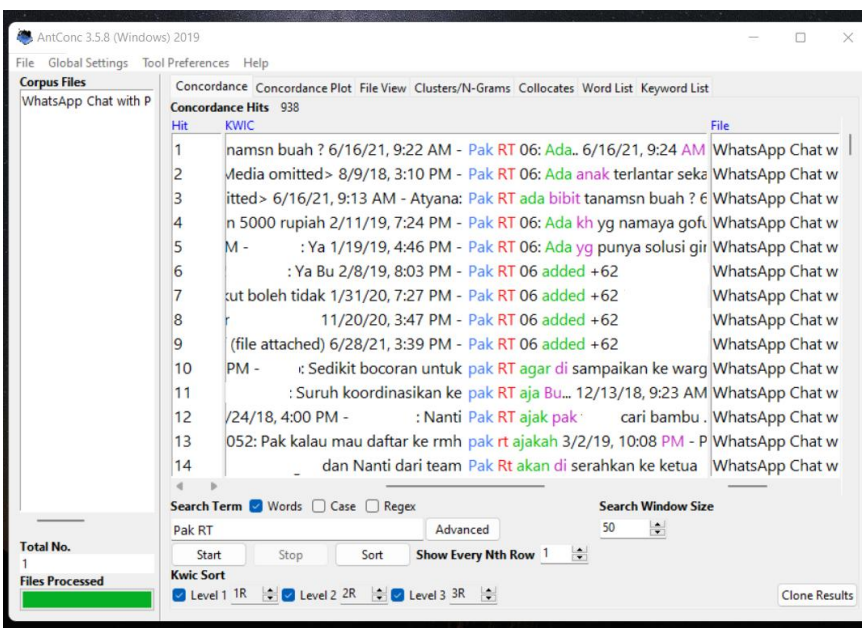 AntConc 3.5.8 (Windows) 2019
File Global Settings Tool Preferences Help
Corpus Files
WhatsApp Chat with P
Concordance Concordance Plot File View Clusters/N-Grams Collocates Word List Keyword List
Concordance Hits 938
Hit KWIC File
1 namsn buah ? 6/16/21, 9:22 AM - Pak RT 06: Ada.. 6/16/21, 9:24 AM WhatsApp Chat w
2 Media omitted> 8/9/18, 3:10 PM - Pak RT 06: Ada anak terlantar seka WhatsApp Chat w
3 itted> 6/16/21, 9:13 AM - Atyana: Pak RT ada bibit tanamsn buah ? 6 WhatsApp Chat w
4 n 5000 rupiah 2/11/19, 7:24 PM - Pak RT 06: Ada kh yg namaya gofu WhatsApp Chat w
5 M - : Ya 1/19/19, 4:46 PM - Pak RT 06: Ada yg punya solusi gir WhatsApp Chat w
6 : Ya Bu 2/8/19, 8:03 PM - Pak RT 06 added +62 WhatsApp Chat w
7 kut boleh tidak 1/31/20, 7:27 PM - Pak RT 06 added +62 WhatsApp Chat w
8 r 11/20/20, 3:47 PM - Pak RT 06 added +62 WhatsApp Chat w
9 (file attached) 6/28/21, 3:39 PM - Pak RT 06 added +62 WhatsApp Chat w
10 PM - : Sedikit bocoran untuk pak RT agar di sampaikan ke warg WhatsApp Chat w
11 : Suruh koordinasikan ke pak RT aja Bu... 12/13/18, 9:23 AM WhatsApp Chat w
12 /24/18, 4:00 PM - : Nanti Pak RT ajak pak cari bambu . WhatsApp Chat w
13 052: Pak kalau mau daftar ke rmh pak rt ajakah 3/2/19, 10:08 PM - P WhatsApp Chat w
14 dan Nanti dari team Pak Rt akan di serahkan ke ketua WhatsApp Chat w
Search Term Words Case Regex Search Window Size
Pak RT Advanced 50
Total No.
1
Start Stop Sort Show Every Nth Row 1
Files Processed
Kwic Sort
Level 1 1R Level 2 2R Level 3 3R Clone Results